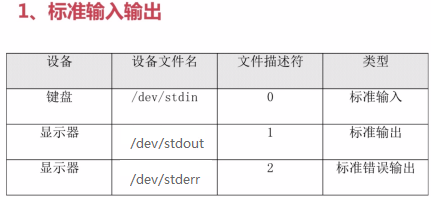 1、标准输入输出
设备 设备文件名 文件描述符 类型
键盘 /dev/stdin 0 标准输入
显示器 /dev/stdout 1 标准输出
显示器 /dev/stderr 2 标准错误输出